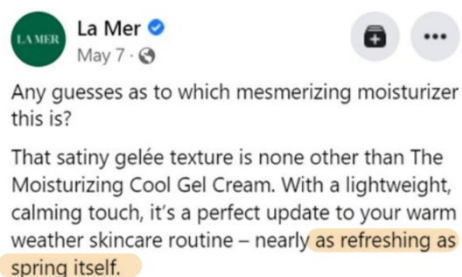 LA MER
La Mer
May 7 ·
Any guesses as to which mesmerizing moisturizer
this is?
That satiny gelée texture is none other than The
Moisturizing Cool Gel Cream. With a lightweight,
calming touch, it's a perfect update to your warm
weather skincare routine – nearly as refreshing as
spring itself.